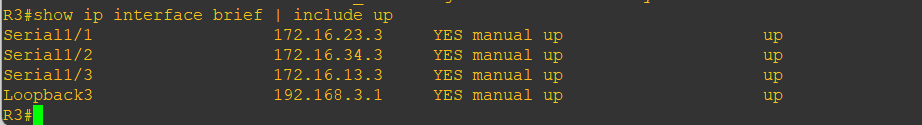 R3#show ip interface brief | include up
Serial1/1 172.16.23.3 YES manual up up
Serial1/2 172.16.34.3 YES manual up up
Serial1/3 172.16.13.3 YES manual up up
Loopback3 192.168.3.1 YES manual up up
R3#